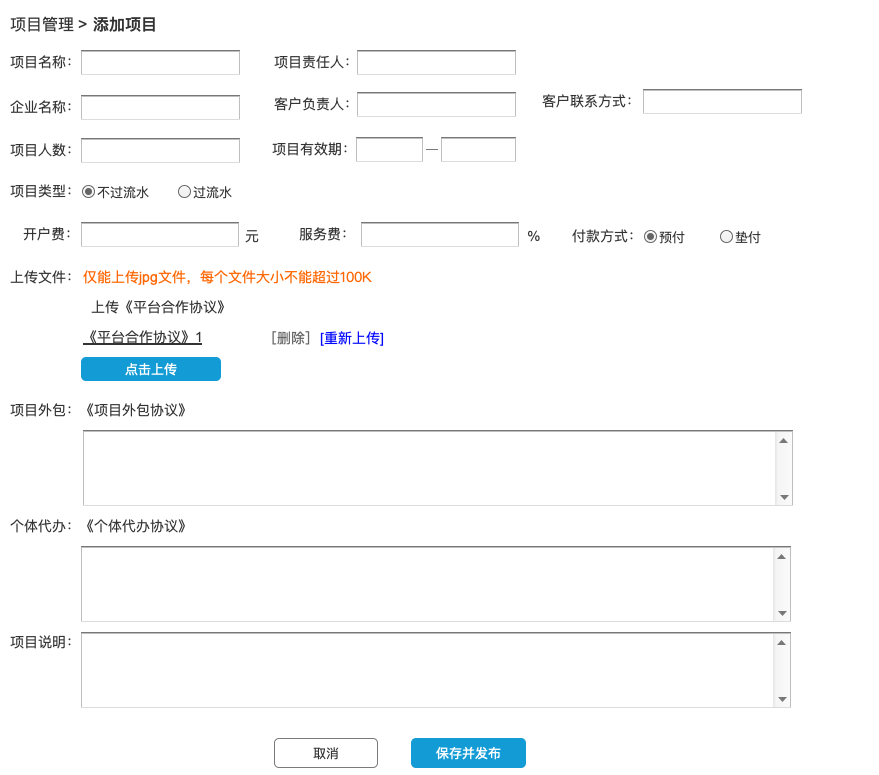 项目管理 > 添加项目
项目名称： 项目责任人：
企业名称： 客户负责人： 客户联系方式：
项目人数： 项目有效期： —
项目类型： 不过流水 过流水
开户费： 元 服务费： % 付款方式： 预付 垫付
上传文件： 仅能上传jpg文件，每个文件大小不能超过100K
上传《平台合作协议》
《平台合作协议》1 [删除] [重新上传]
点击上传
项目外包： 《项目外包协议》
个体代办： 《个体代办协议》
项目说明：
取消 保存并发布